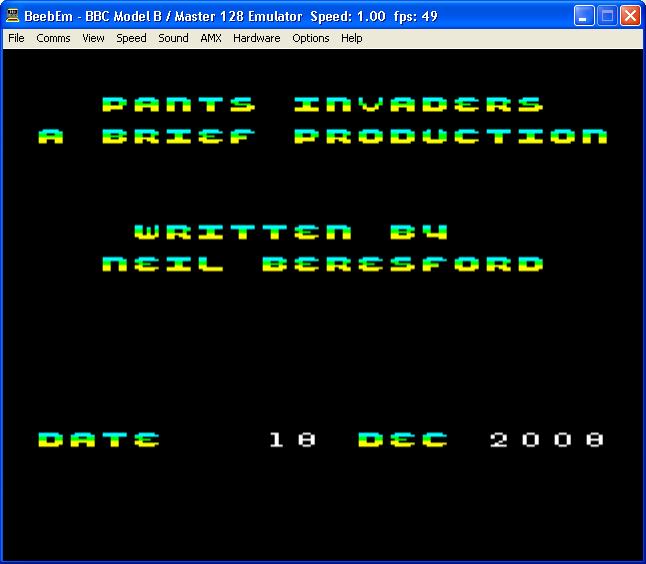 BeebEm - BBC Model B / Master 128 Emulator Speed: 1.00 fps: 49
File Comms View Speed Sound AMX Hardware Options Help
PANTS INVADERS
A BRIEF PRODUCTION
WRITTEN BY
NEIL BERESFORD
DATE 18 DEC 2008